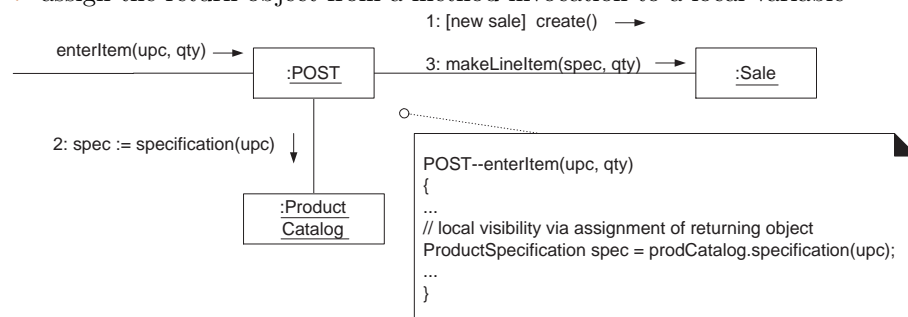 assign the return object from a method invocation to a local variable
1: [new sale] create()
enterItem(upc, qty)
:POST
3: makeLineItem(spec, qty)
:Sale
2: spec := specification(upc)
:Product
Catalog
POST--enterItem(upc, qty)
{
...
// local visibility via assignment of returning object
ProductSpecification spec = prodCatalog.specification(upc);
...
}